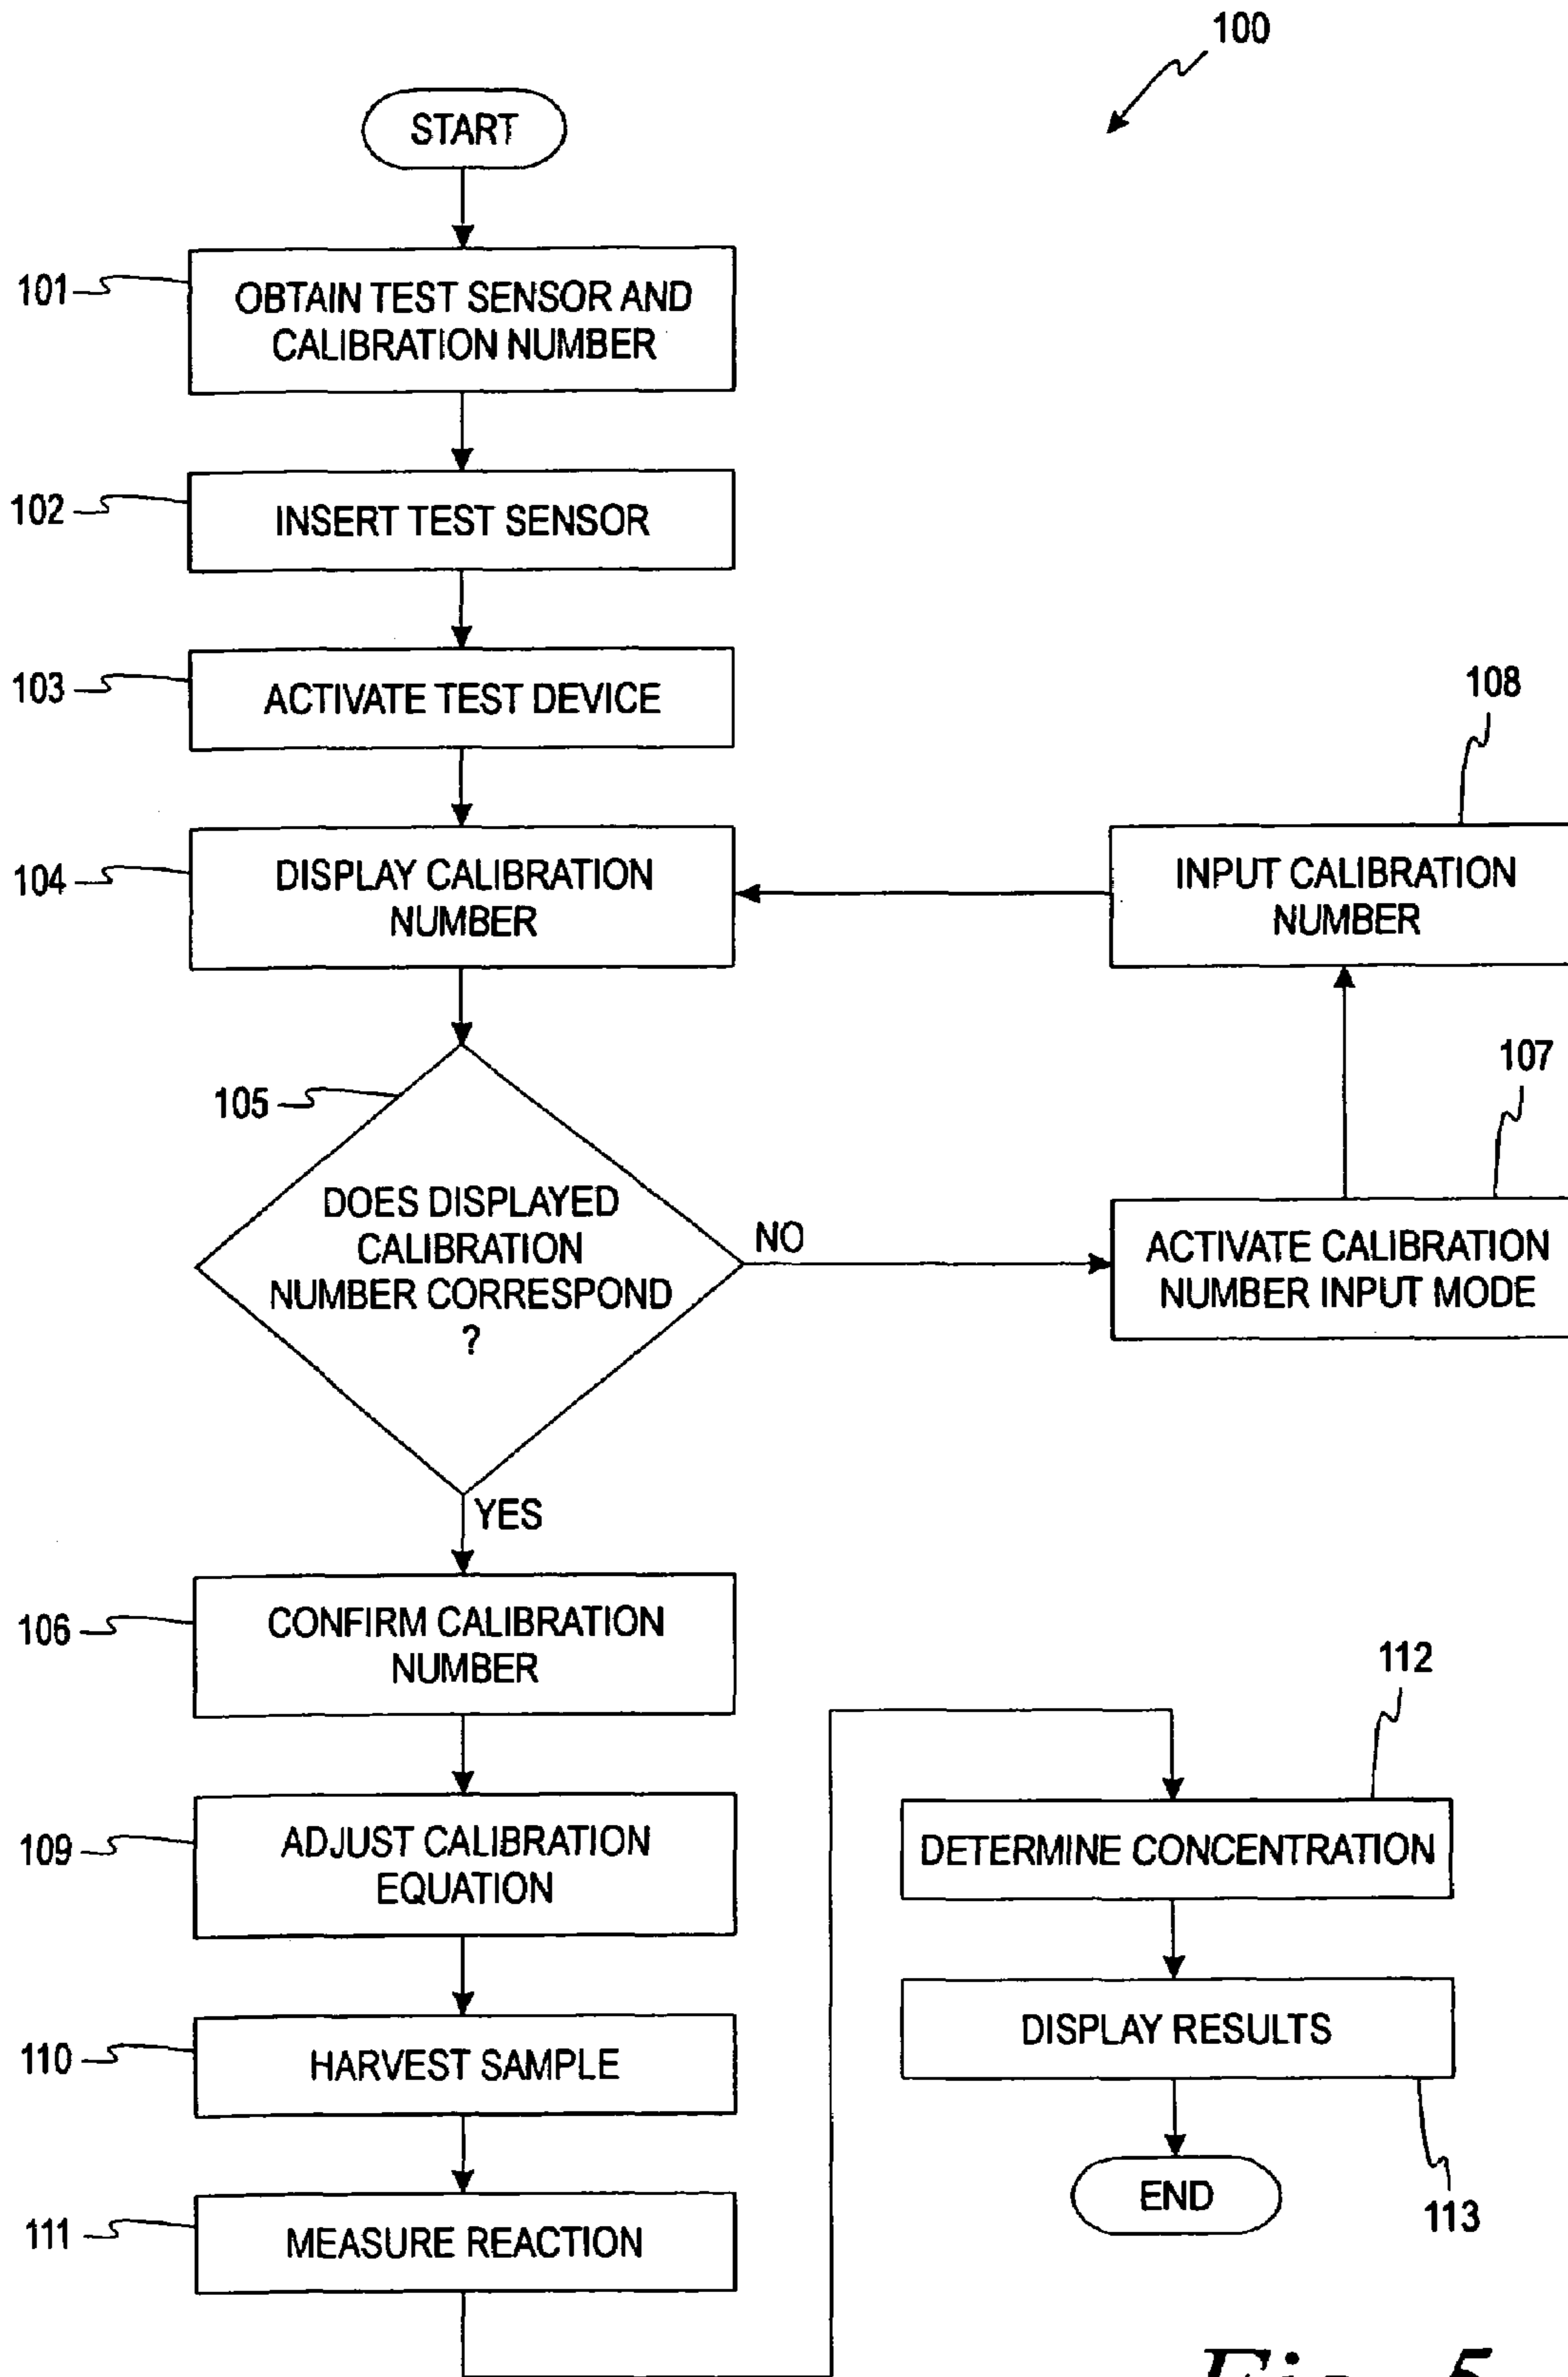 100
START
101
OBTAIN TEST SENSOR AND
CALIBRATION NUMBER
102
INSERT TEST SENSOR
103
ACTIVATE TEST DEVICE
108
104
DISPLAY CALIBRATION
NUMBER
INPUT CALIBRATION
NUMBER
107
105
DOES DISPLAYED
CALIBRATION
NUMBER CORRESPOND
?
NO
ACTIVATE CALIBRATION
NUMBER INPUT MODE
YES
106
CONFIRM CALIBRATION
NUMBER
109
ADJUST CALIBRATION
EQUATION
110
HARVEST SAMPLE
111
MEASURE REACTION
112
DETERMINE CONCENTRATION
DISPLAY RESULTS
113
END
Fig. 5